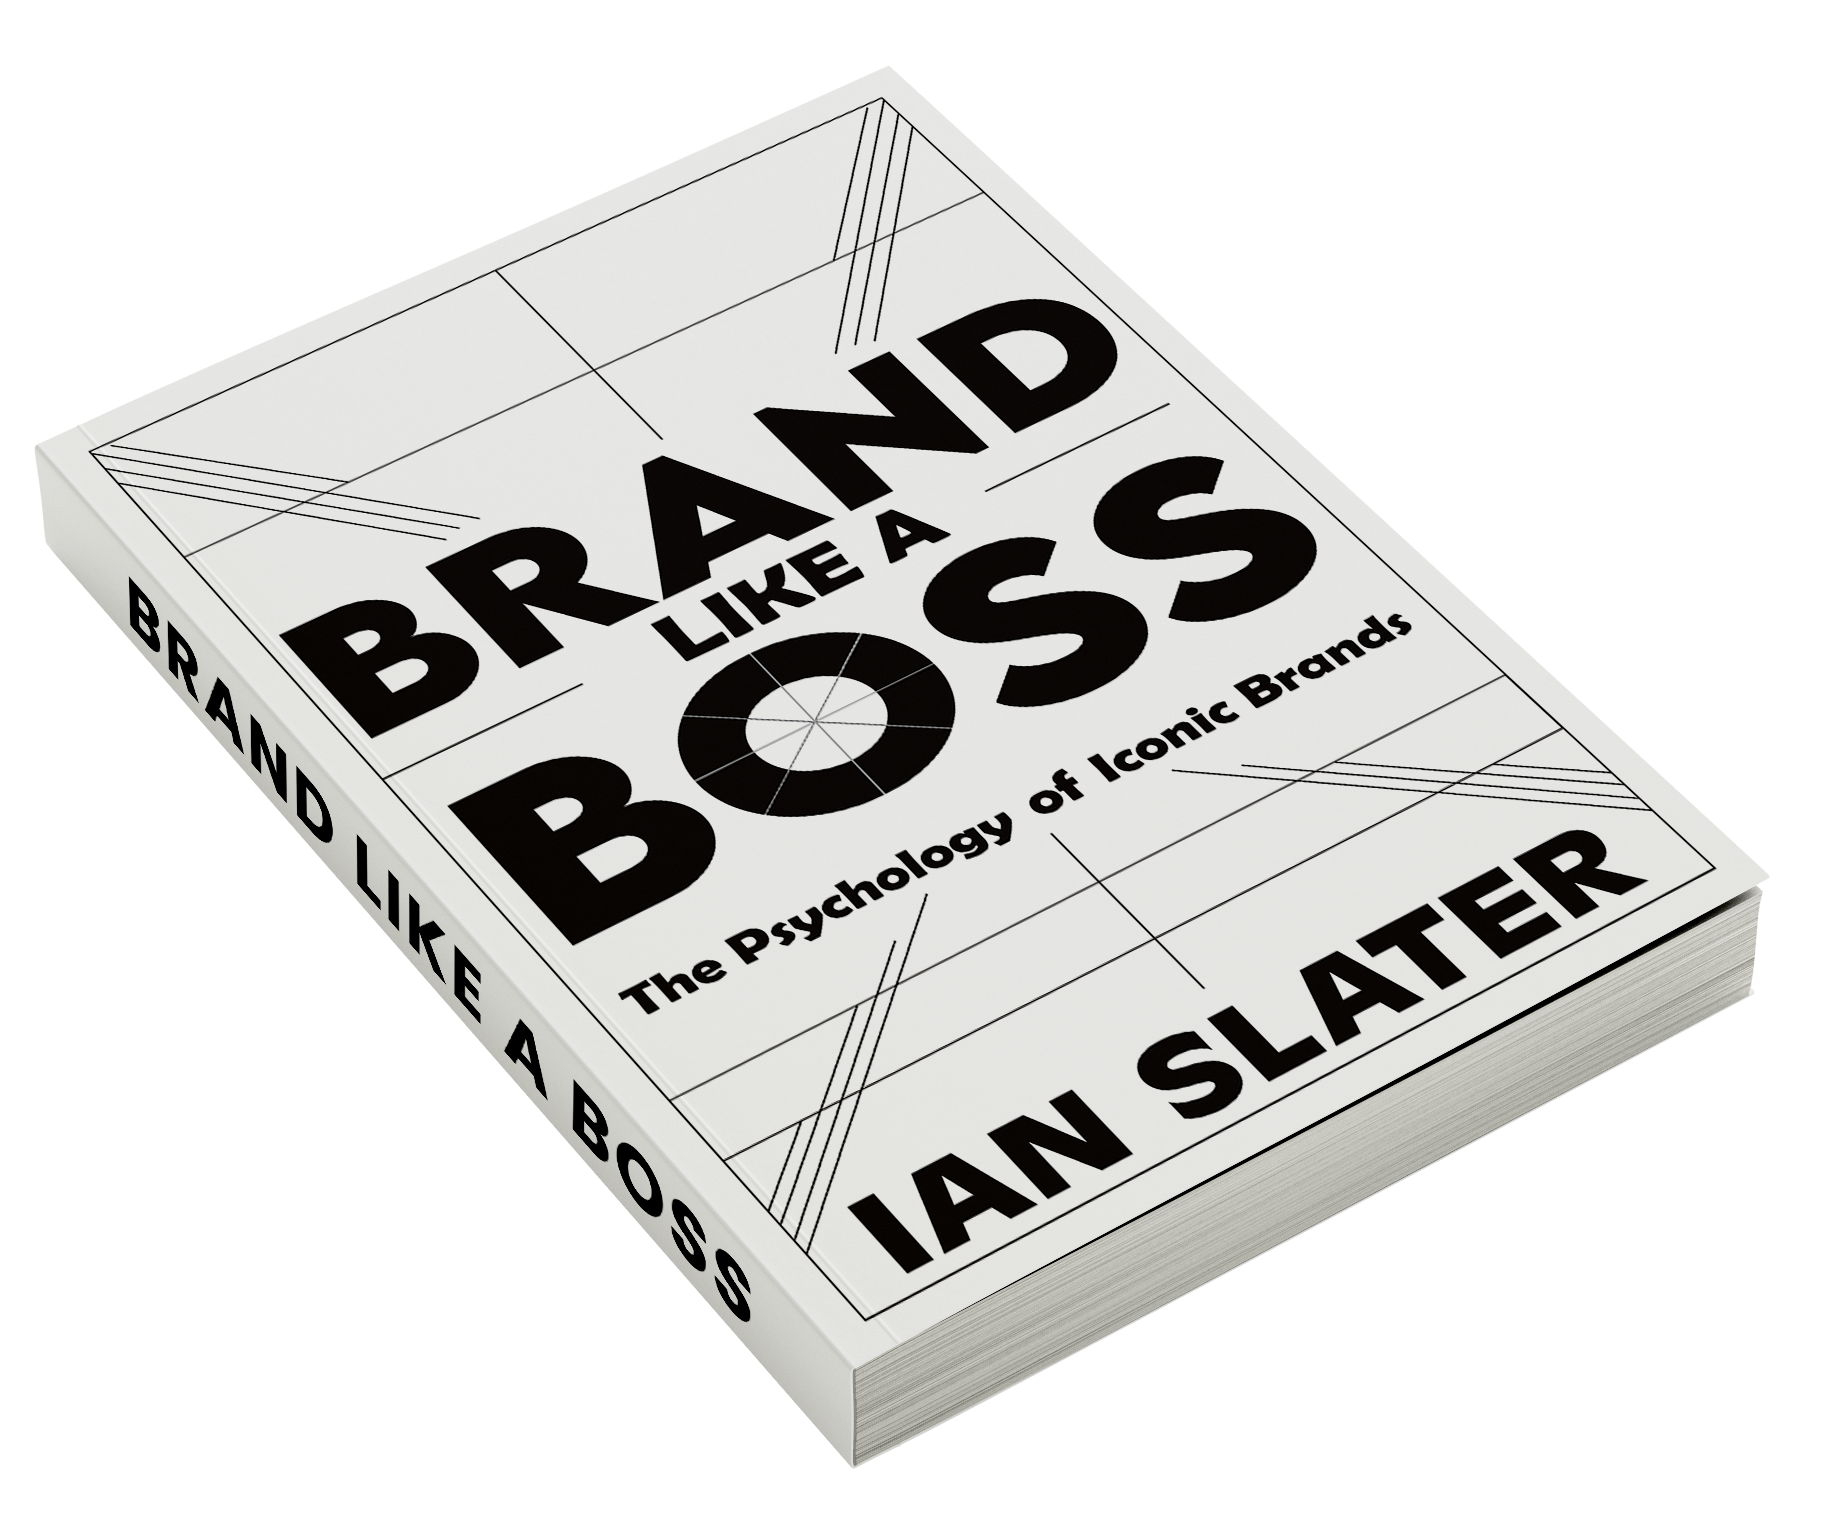 BRAND
LIKE A
BOSS
The Psychology of Iconic Brands
IAN SLATER
BRAND LIKE A BOSS